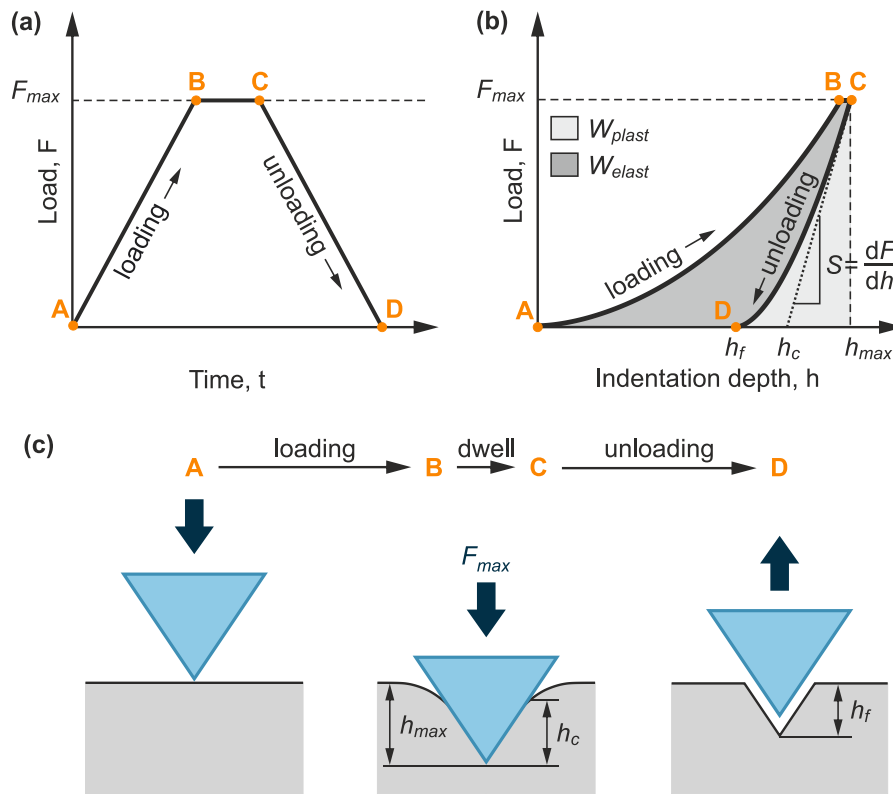 (a)
B
C
F_max
Load, F
loading
unloading
A
D
Time, t
(b)
B C
F_max
W_plast
W_elast
Load, F
loading
unloading
S = dF/dh
A
D
h_f
h_c
h_max
Indentation depth, h
(c)
loading
dwell
unloading
A
B
C
D
F_max
h_max
h_c
h_f